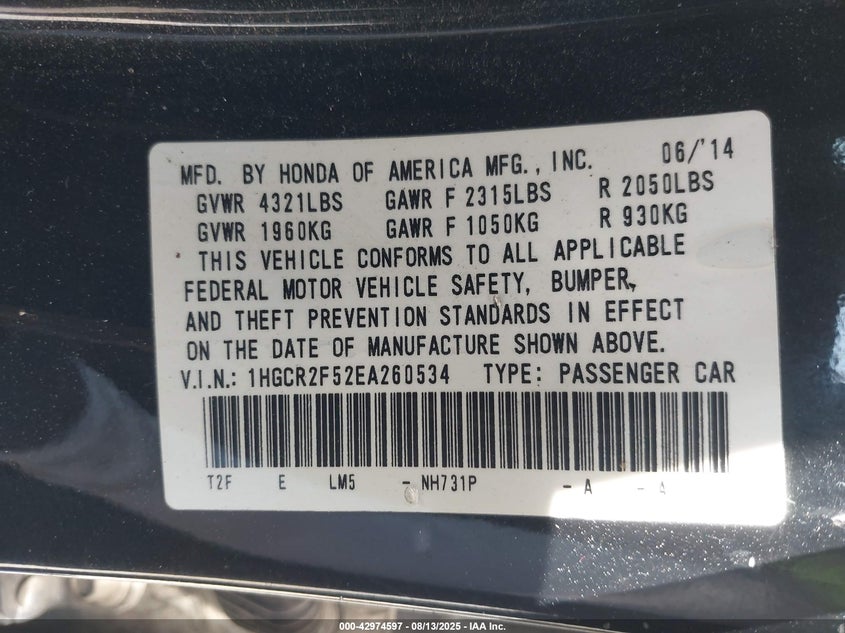 MFD. BY HONDA OF AMERICA MFG., INC. 06/'14
GVWR 4321LBS GAWR F 2315LBS R 2050LBS
GVWR 1960KG GAWR F 1050KG R 930KG
THIS VEHICLE CONFORMS TO ALL APPLICABLE
FEDERAL MOTOR VEHICLE SAFETY, BUMPER,
AND THEFT PREVENTION STANDARDS IN EFFECT
ON THE DATE OF MANUFACTURE SHOWN ABOVE.
V.I.N.: 1HGCR2F52EA260534 TYPE: PASSENGER CAR
T2F E LM5 - NH731P - A - A
000-42974597 - 08/13/2025 - IAA Inc.